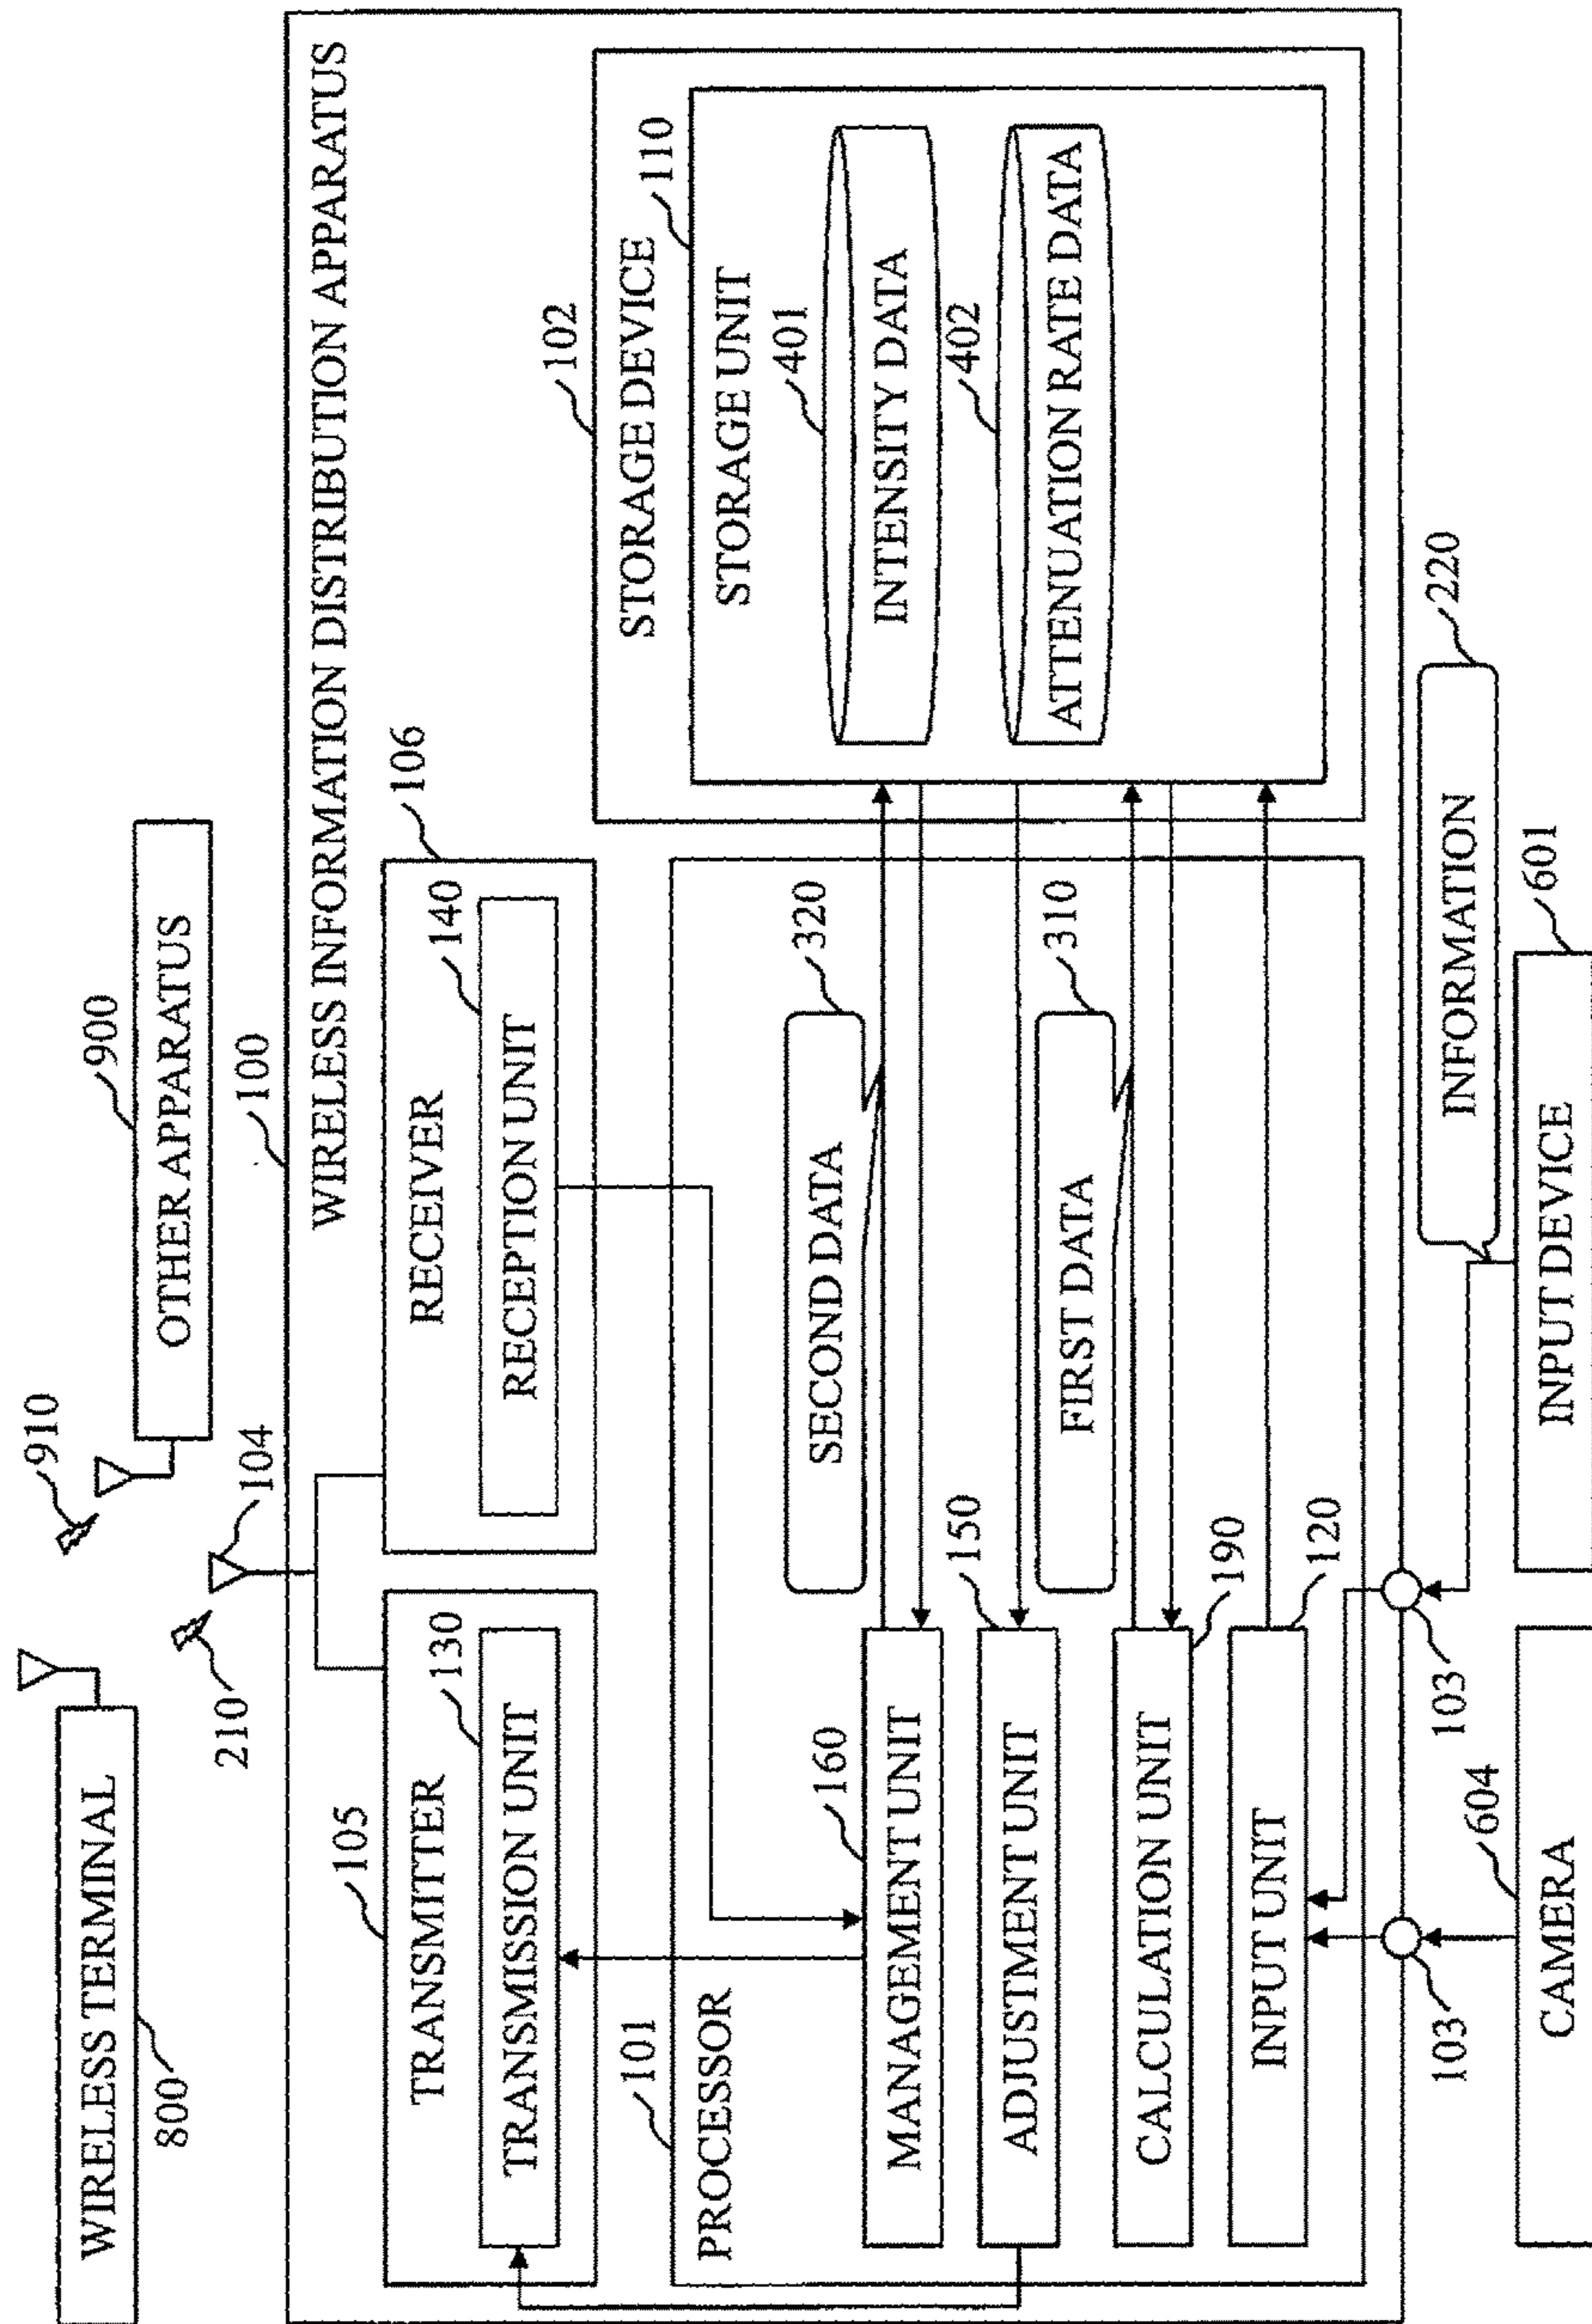 WIRELESS TERMINAL
800
210
910
104
OTHER APPARATUS
900
100
WIRELESS INFORMATION DISTRIBUTION APPARATUS
105
TRANSMITTER
130
TRANSMISSION UNIT
106
RECEIVER
140
RECEPTION UNIT
102
STORAGE DEVICE
110
STORAGE UNIT
401
INTENSITY DATA
402
ATTENUATION RATE DATA
101
PROCESSOR
160
MANAGEMENT UNIT
320
SECOND DATA
150
ADJUSTMENT UNIT
310
FIRST DATA
CALCULATION UNIT
190
120
INPUT UNIT
103
103
220
INFORMATION
604
CAMERA
601
INPUT DEVICE